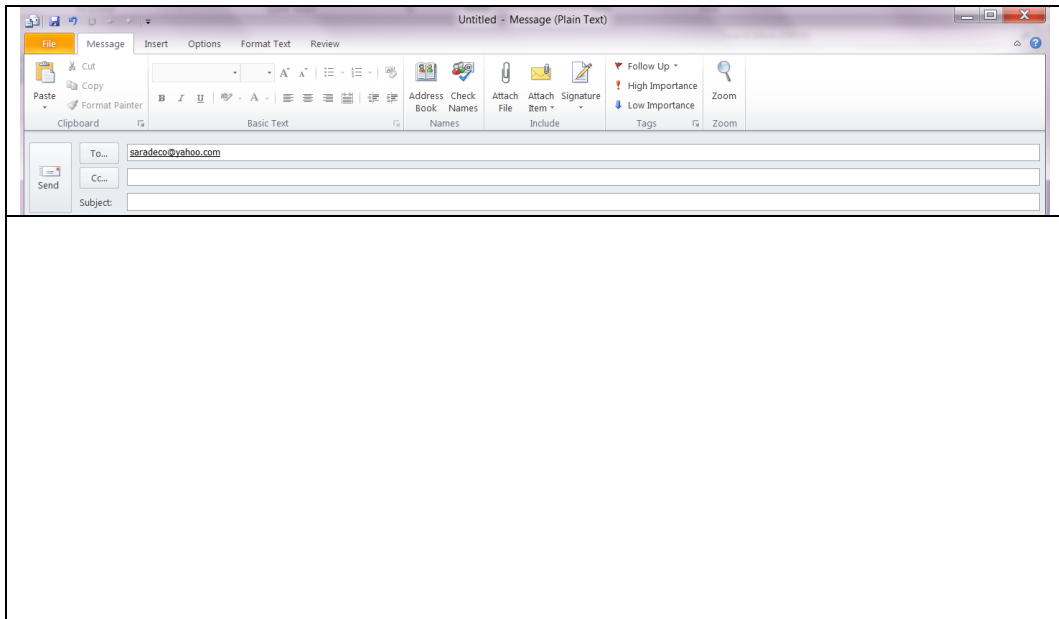 Untitled - Message (Plain Text)
File Message Insert Options Format Text Review
Paste
Cut
Copy
Format Painter
Clipboard
B I U
Basic Text
Address Book
Check Names
Names
Attach File
Attach Item
Signature
Include
Follow Up
High Importance
Low Importance
Tags
Zoom
Zoom
Send
To... saradeco@yahoo.com
Cc...
Subject: